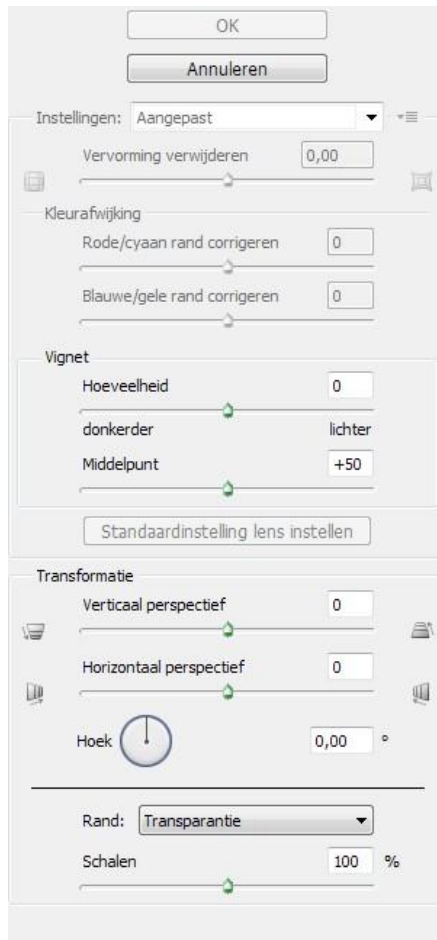 OK
Annuleren
Instellingen: Aangepast
Vervorming verwijderen 0,00
Kleurafwijking
Rode/cyaan rand corrigeren 0
Blauwe/gele rand corrigeren 0
Vignet
Hoeveelheid 0
donkerder lichter
Middelpunt +50
Standaardinstelling lens instellen
Transformatie
Verticaal perspectief 0
Horizontaal perspectief 0
Hoek 0,00 °
Rand: Transparantie
Schalen 100 %